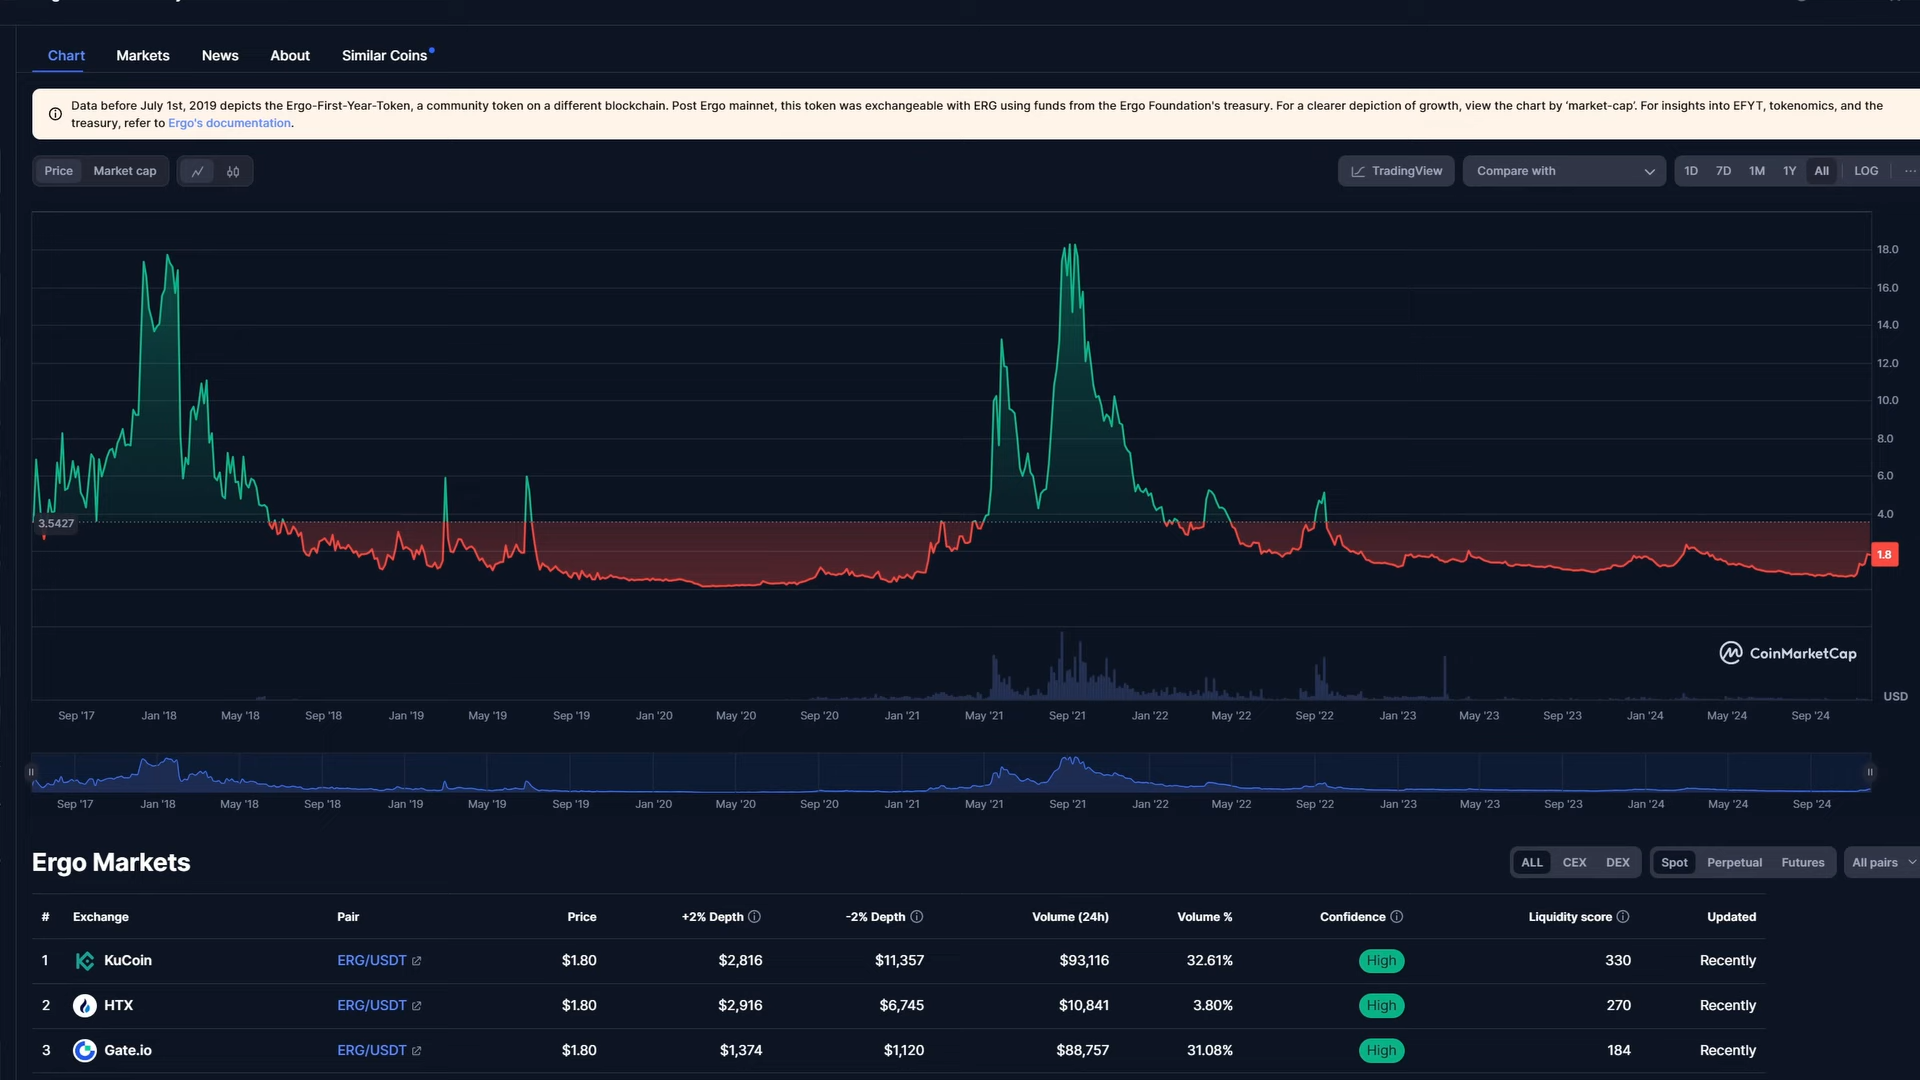 Chart Markets News About Similar Coins
Data before July 1st, 2019 depicts the Ergo-First-Year-Token, a community token on a different blockchain. Post Ergo mainnet, this token was exchangeable with ERG using funds from the Ergo Foundation's treasury. For a clearer depiction of growth, view the chart by 'market-cap'. For insights into EFYT, tokenomics, and the
treasury, refer to Ergo's documentation.
Price Market cap TradingView Compare with 1D 7D 1M 1Y All LOG ...
18.0
16.0
14.0
12.0
10.0
8.0
6.0
4.0
3.5427
1.8
CoinMarketCap
USD
Sep '17 Jan '18 May '18 Sep '18 Jan '19 May '19 Sep '19 Jan '20 May '20 Sep '20 Jan '21 May '21 Sep '21 Jan '22 May '22 Sep '22 Jan '23 May '23 Sep '23 Jan '24 May '24 Sep '24
Sep '17 Jan '18 May '18 Sep '18 Jan '19 May '19 Sep '19 Jan '20 May '20 Sep '20 Jan '21 May '21 Sep '21 Jan '22 May '22 Sep '22 Jan '23 May '23 Sep '23 Jan '24 May '24 Sep '24
Ergo Markets ALL CEX DEX Spot Perpetual Futures All pairs
# Exchange Pair Price +2% Depth -2% Depth Volume (24h) Volume % Confidence Liquidity score Updated
1 KuCoin ERG/USDT $1.80 $2,816 $11,357 $93,116 32.61% High 330 Recently
2 HTX ERG/USDT $1.80 $2,916 $6,745 $10,841 3.80% High 270 Recently
3 Gate.io ERG/USDT $1.80 $1,374 $1,120 $88,757 31.08% High 184 Recently